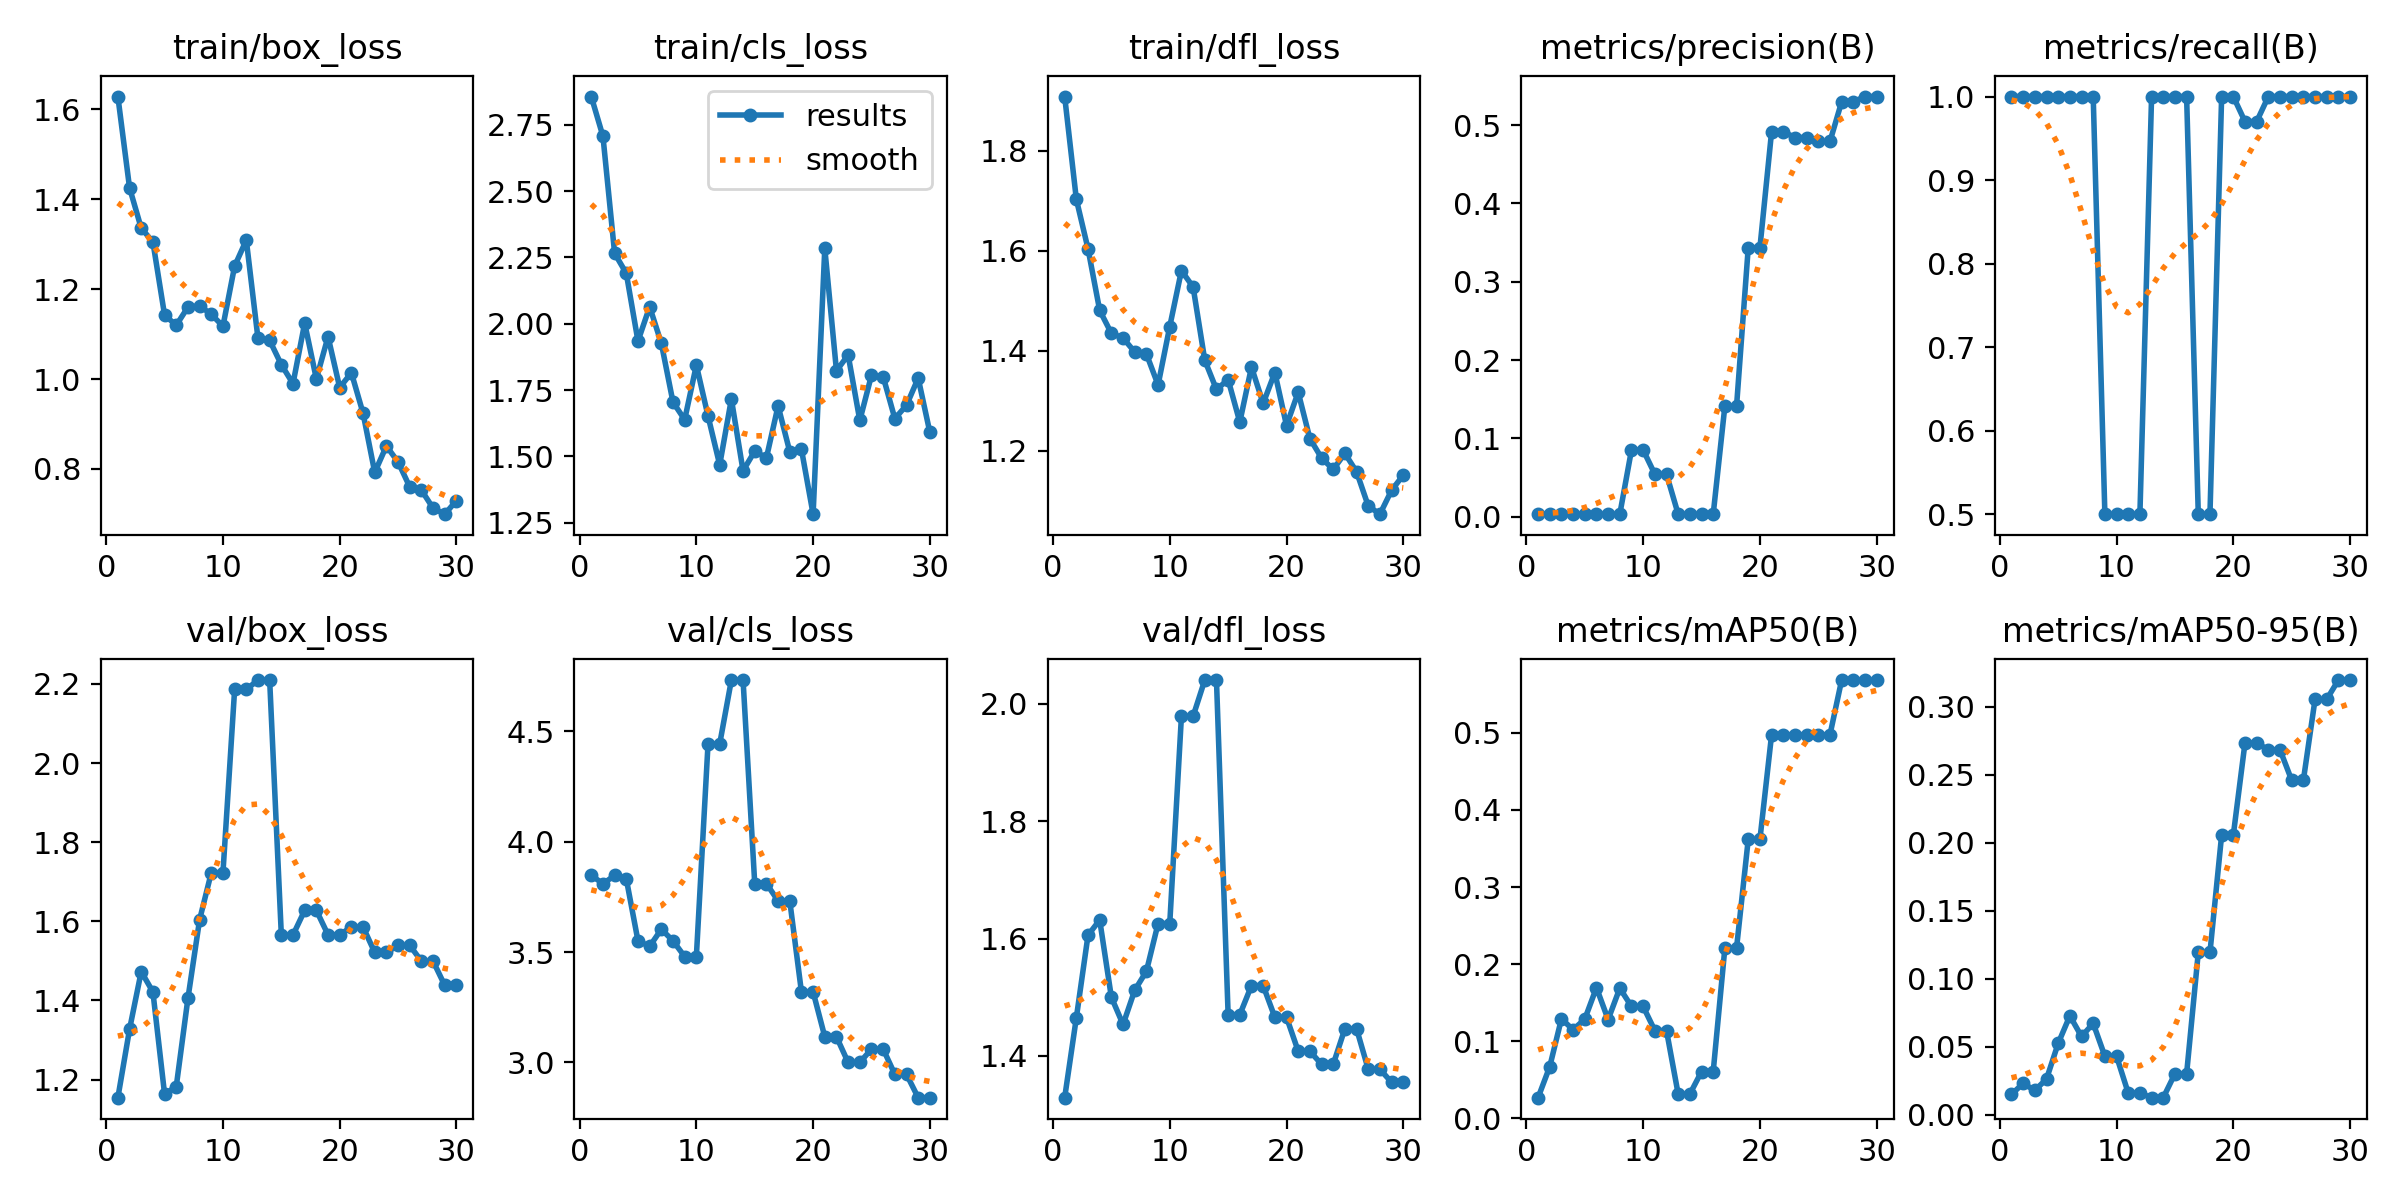 train/box_loss
1.6
1.4
1.2
1.0
0.8
0 10 20 30
train/cls_loss
results
smooth
2.75
2.50
2.25
2.00
1.75
1.50
1.25
0 10 20 30
train/dfl_loss
1.8
1.6
1.4
1.2
0 10 20 30
metrics/precision(B)
0.5
0.4
0.3
0.2
0.1
0.0
0 10 20 30
metrics/recall(B)
1.0
0.9
0.8
0.7
0.6
0.5
0 10 20 30
val/box_loss
2.2
2.0
1.8
1.6
1.4
1.2
0 10 20 30
val/cls_loss
4.5
4.0
3.5
3.0
0 10 20 30
val/dfl_loss
2.0
1.8
1.6
1.4
0 10 20 30
metrics/mAP50(B)
0.5
0.4
0.3
0.2
0.1
0.0
0 10 20 30
metrics/mAP50-95(B)
0.30
0.25
0.20
0.15
0.10
0.05
0.00
0 10 20 30